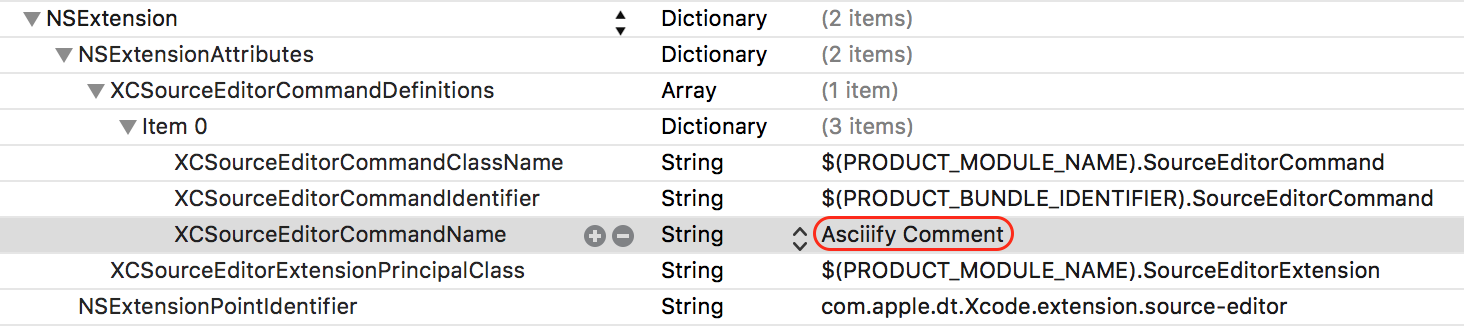 NSExtension Dictionary (2 items)
NSExtensionAttributes Dictionary (2 items)
XCSourceEditorCommandDefinitions Array (1 item)
Item 0 Dictionary (3 items)
XCSourceEditorCommandClassName String $(PRODUCT_MODULE_NAME).SourceEditorCommand
XCSourceEditorCommandIdentifier String $(PRODUCT_BUNDLE_IDENTIFIER).SourceEditorCommand
XCSourceEditorCommandName String Asciiify Comment
XCSourceEditorExtensionPrincipalClass String $(PRODUCT_MODULE_NAME).SourceEditorExtension
NSExtensionPointIdentifier String com.apple.dt.Xcode.extension.source-editor